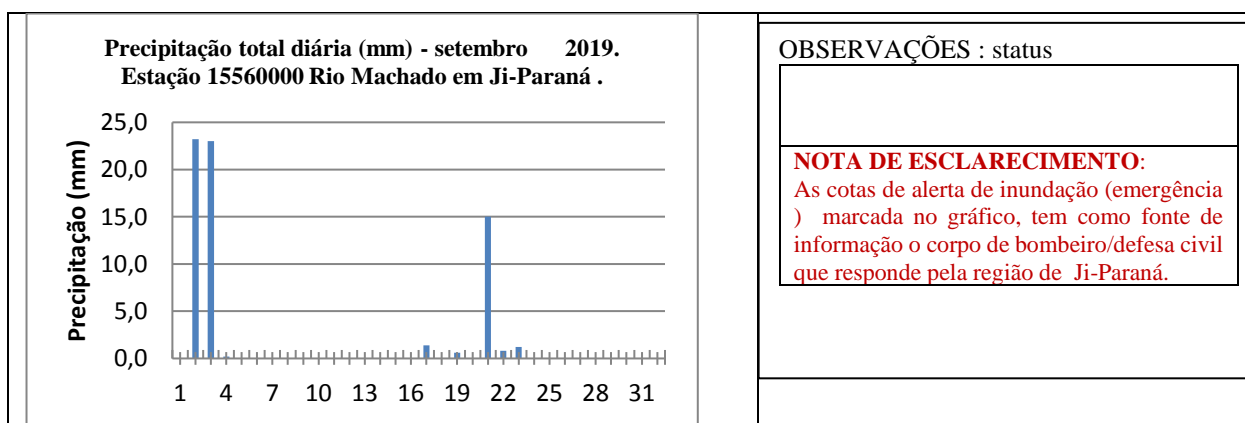 Precipitação total diária (mm) - setembro 2019.
Estação 15560000 Rio Machado em Ji-Paraná .
25,0
20,0
15,0
10,0
5,0
0,0
Precipitação (mm)
1 4 7 10 13 16 19 22 25 28 31
OBSERVAÇÕES : status
NOTA DE ESCLARECIMENTO:
As cotas de alerta de inundação (emergência
) marcada no gráfico, tem como fonte de
informação o corpo de bombeiro/defesa civil
que responde pela região de Ji-Paraná.